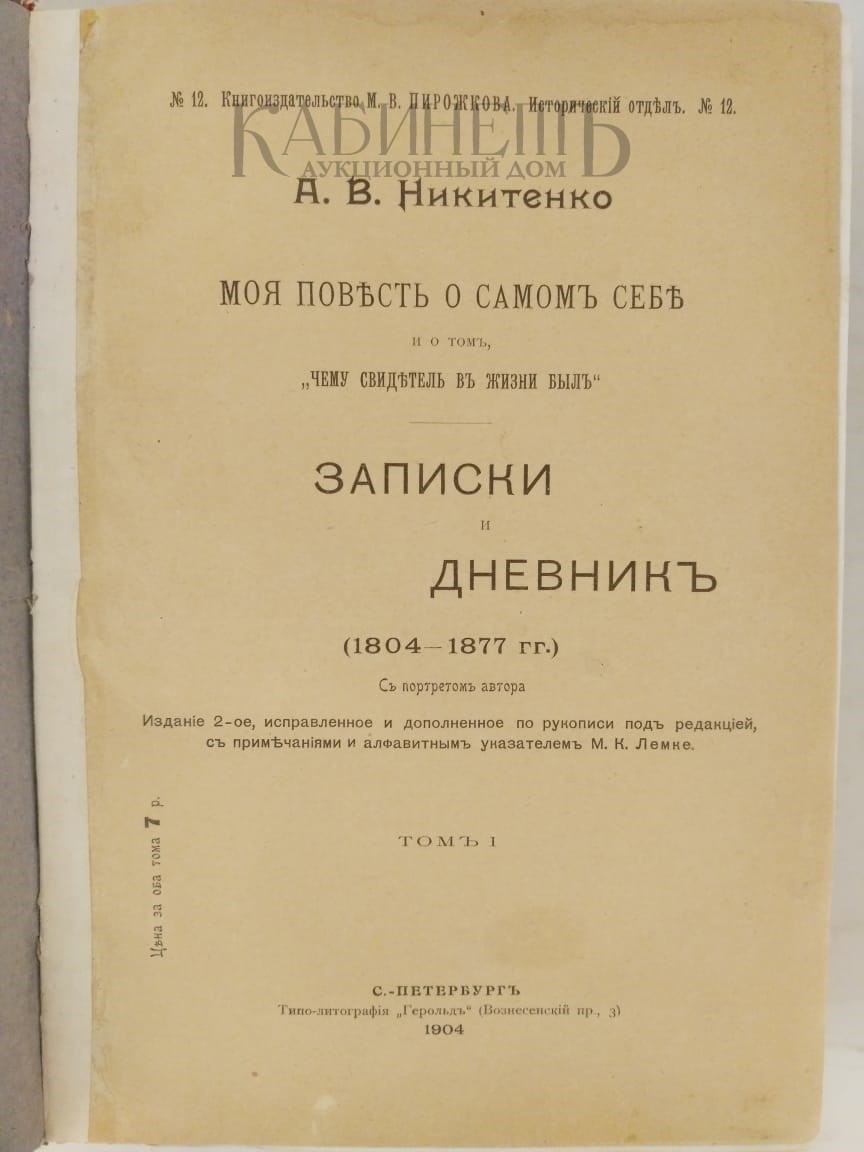 № 12. Книгоиздательство М. В. ПИРОЖКОВА. Историческій отдѣлъ. № 12.
КАБИНЕТЪ
АУКЦИОННЫЙ ДОМ
А. В. Никитенко
МОЯ ПОВѢСТЬ О САМОМЪ СЕБѢ
И О ТОМЪ,
„ЧЕМУ СВИДѢТЕЛЬ ВЪ ЖИЗНИ БЫЛЪ“
ЗАПИСКИ
И
ДНЕВНИКЪ
(1804—1877 гг.)
Съ портретомъ автора
Изданіе 2-ое, исправленное и дополненное по рукописи подъ редакціей,
съ примѣчаніями и алфавитнымъ указателемъ М. К. Лемке.
ТОМЪ I
Цѣна за оба тома 7 р.
С.-ПЕТЕРБУРГЪ
Типо-литографія „Герольдъ“ (Вознесенскій пр., 3)
1904